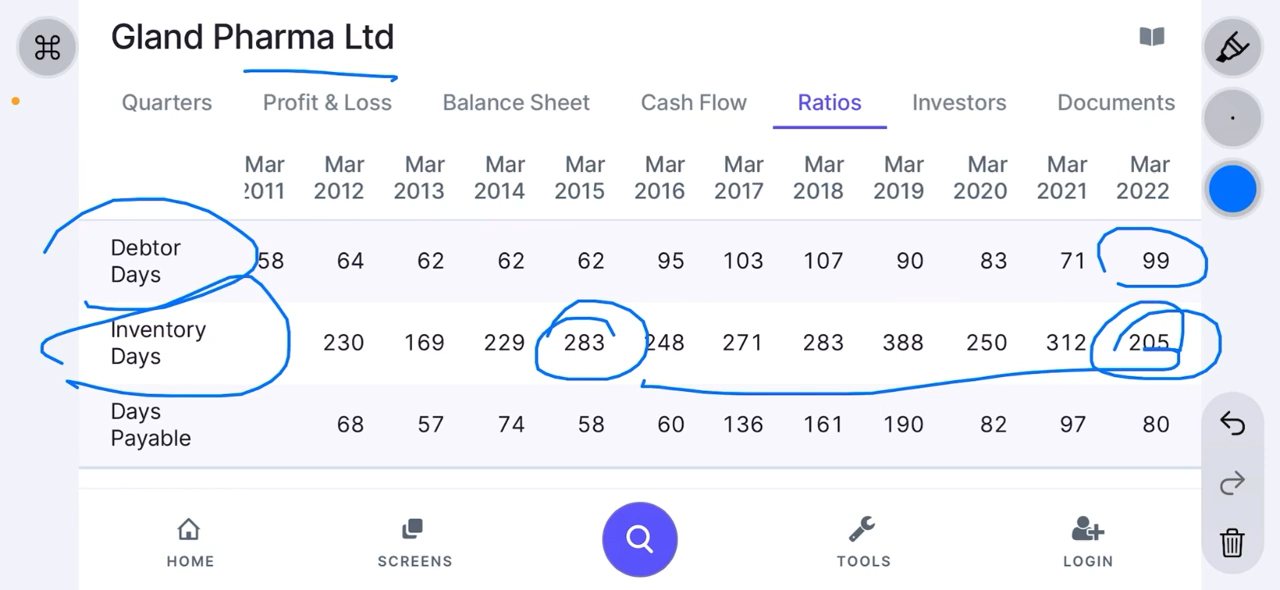 Gland Pharma Ltd
Quarters Profit & Loss Balance Sheet Cash Flow Ratios Investors Documents
Mar Mar Mar Mar Mar Mar Mar Mar Mar Mar Mar Mar
2011 2012 2013 2014 2015 2016 2017 2018 2019 2020 2021 2022
Debtor
Days 58 64 62 62 62 95 103 107 90 83 71 99
Inventory
Days 230 169 229 283 248 271 283 388 250 312 205
Days
Payable 68 57 74 58 60 136 161 190 82 97 80
HOME SCREENS TOOLS LOGIN